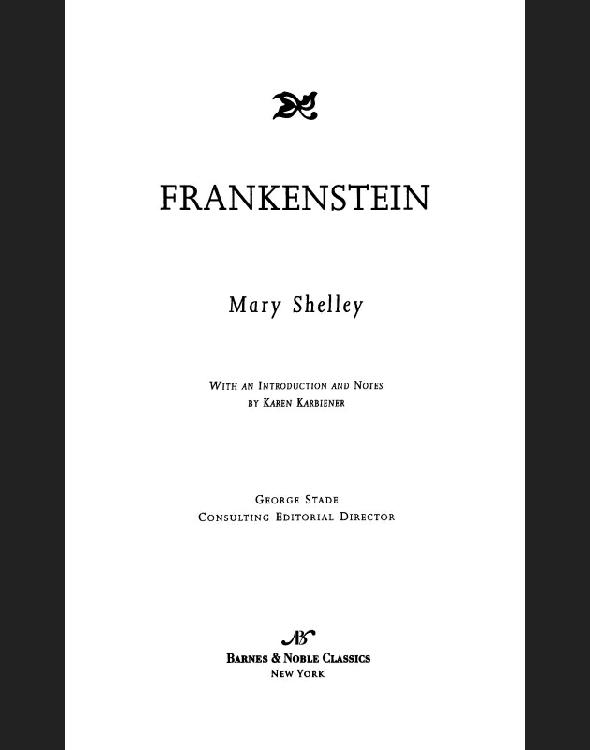 FRANKENSTEIN
Mary Shelley
WITH AN INTRODUCTION AND NOTES
BY KAREN KARBIENER
GEORGE STADE
CONSULTING EDITORIAL DIRECTOR
BARNES & NOBLE CLASSICS
NEW YORK